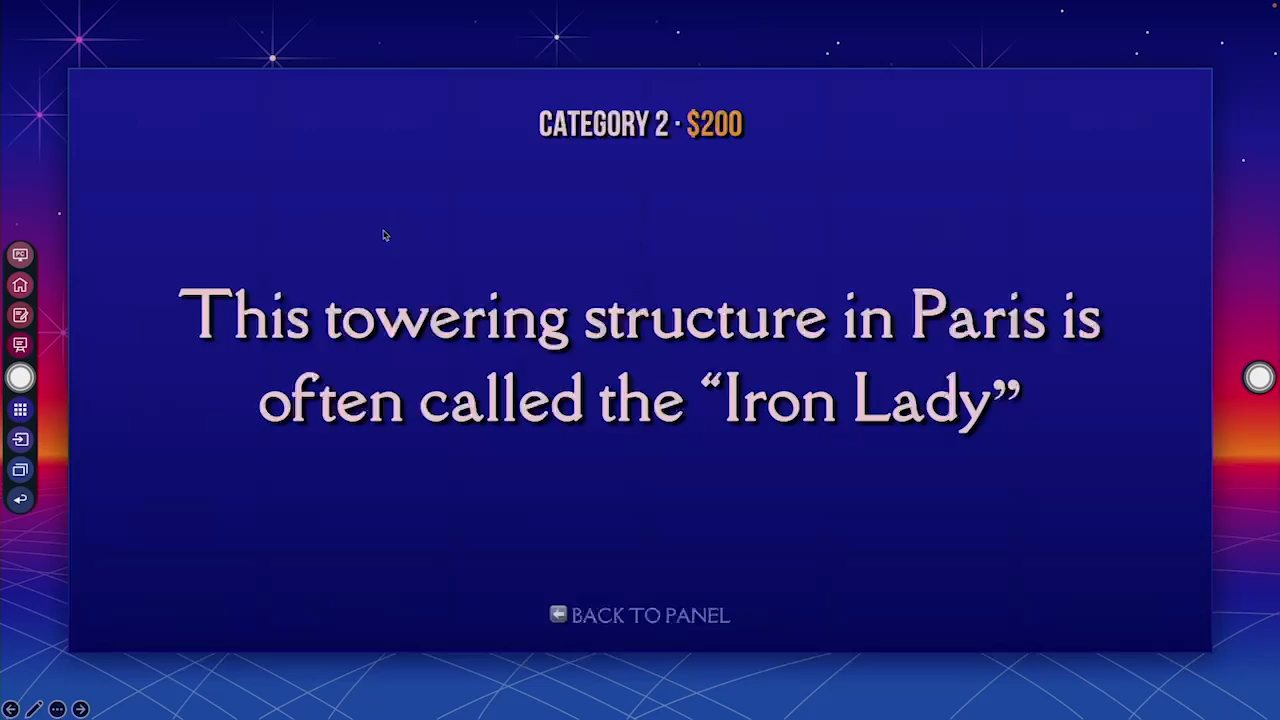 CATEGORY 2 · $200
This towering structure in Paris is
often called the “Iron Lady”
BACK TO PANEL